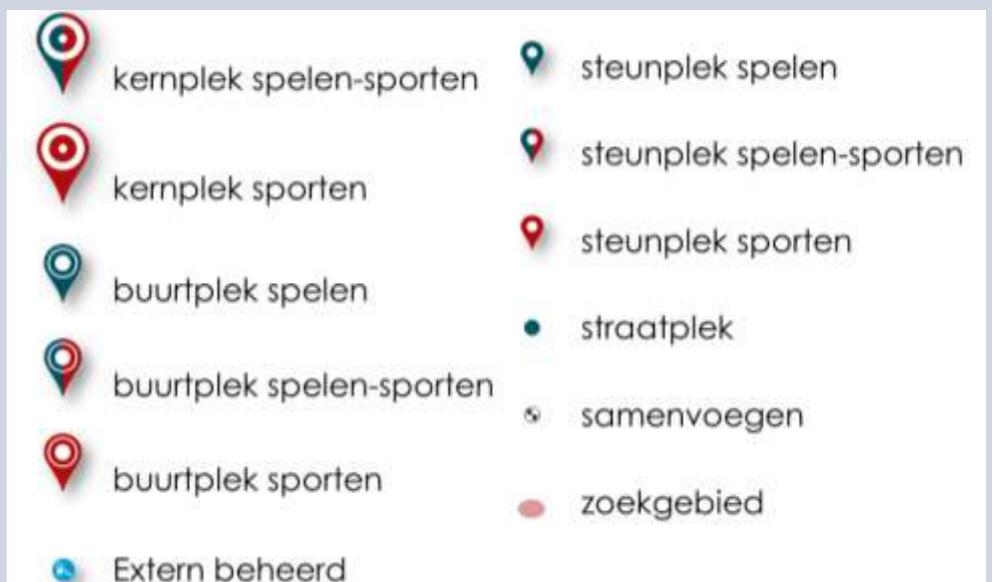 kernplek spelen-sporten
kernplek sporten
buurtplek spelen
buurtplek spelen-sporten
buurtplek sporten
Extern beheerd
steunplek spelen
steunplek spelen-sporten
steunplek sporten
straatplek
samenvoegen
zoekgebied